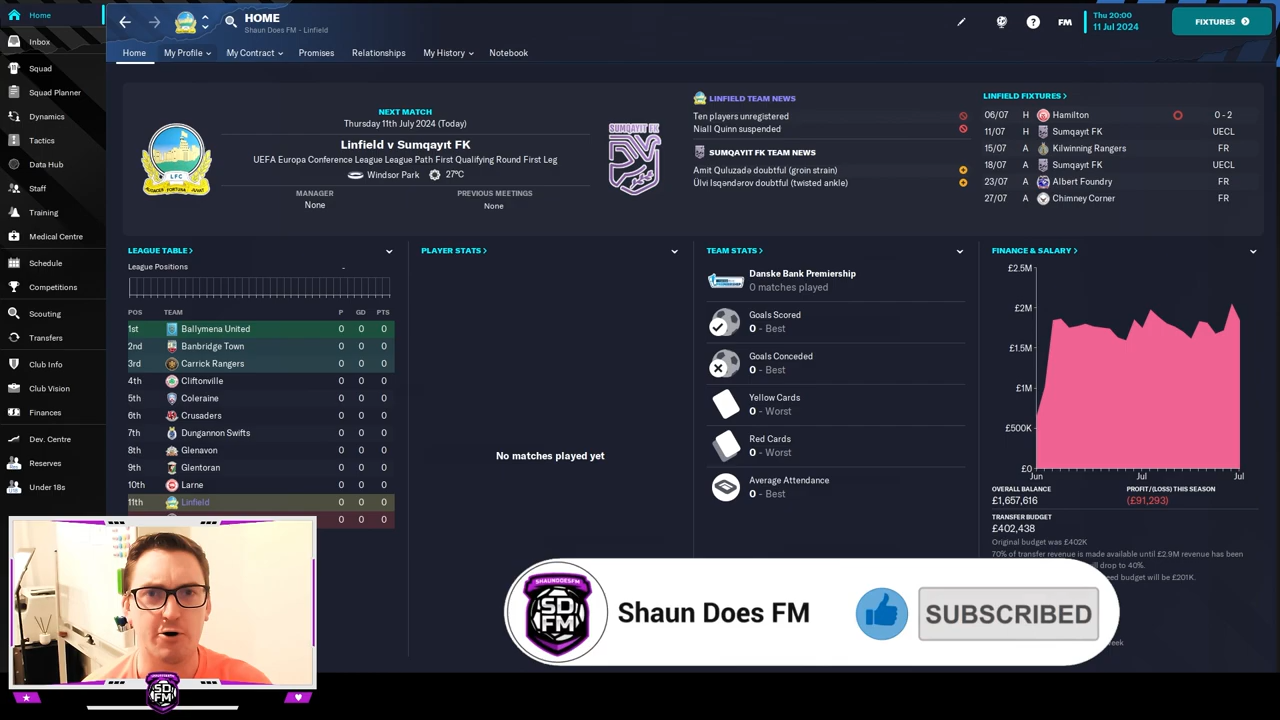 Home
Inbox
Squad
Squad Planner
Dynamics
Tactics
Data Hub
Staff
Training
Medical Centre
Schedule
Competitions
Scouting
Transfers
Club Info
Club Vision
Finances
Dev. Centre
Reserves
Under 18s
HOME
Shaun Does FM - Linfield
FM
Thu 20:00
11 Jul 2024
FIXTURES
Home My Profile My Contract Promises Relationships My History Notebook
NEXT MATCH
Thursday 11th July 2024 (Today)
Linfield v Sumqayıt FK
UEFA Europa Conference League League Path First Qualifying Round First Leg
Windsor Park 27°C
MANAGER
None
PREVIOUS MEETINGS
None
LFC
SUMQAYIT FK
LINFIELD TEAM NEWS
Ten players unregistered
Niall Quinn suspended
SUMQAYIT FK TEAM NEWS
Amit Quluzadə doubtful (groin strain)
Ülvi Isqəndərov doubtful (twisted ankle)
LINFIELD FIXTURES >
06/07 H Hamilton 0 - 2
11/07 H Sumqayıt FK UECL
15/07 A Kilwinning Rangers FR
18/07 A Sumqayıt FK UECL
23/07 A Albert Foundry FR
27/07 A Chimney Corner FR
LEAGUE TABLE >
League Positions -
POS TEAM P GD PTS
1st Ballymena United 0 0 0
2nd Banbridge Town 0 0 0
3rd Carrick Rangers 0 0 0
4th Cliftonville 0 0 0
5th Coleraine 0 0 0
6th Crusaders 0 0 0
7th Dungannon Swifts 0 0 0
8th Glenavon 0 0 0
9th Glentoran 0 0 0
10th Larne 0 0 0
11th Linfield 0 0 0
0 0 0
PLAYER STATS >
No matches played yet
TEAM STATS >
Danske Bank Premiership
0 matches played
Goals Scored
0 - Best
Goals Conceded
0 - Best
Yellow Cards
0 - Worst
Red Cards
0 - Worst
Average Attendance
0 - Best
FINANCE & SALARY >
£2.5M
£2M
£1.5M
£1M
£500K
£0
Jun Jul Jul
OVERALL BALANCE
£1,657,616
PROFIT/(LOSS) THIS SEASON
(£91,293)
TRANSFER BUDGET
£402,438
Original budget was £402K
70% of transfer revenue is made available until £2.9M revenue has been
ll drop to 40%.
eed budget will be £201K.
eek
SHAUNDOESFM
SD
FM
Shaun Does FM
SUBSCRIBED
SD
FM